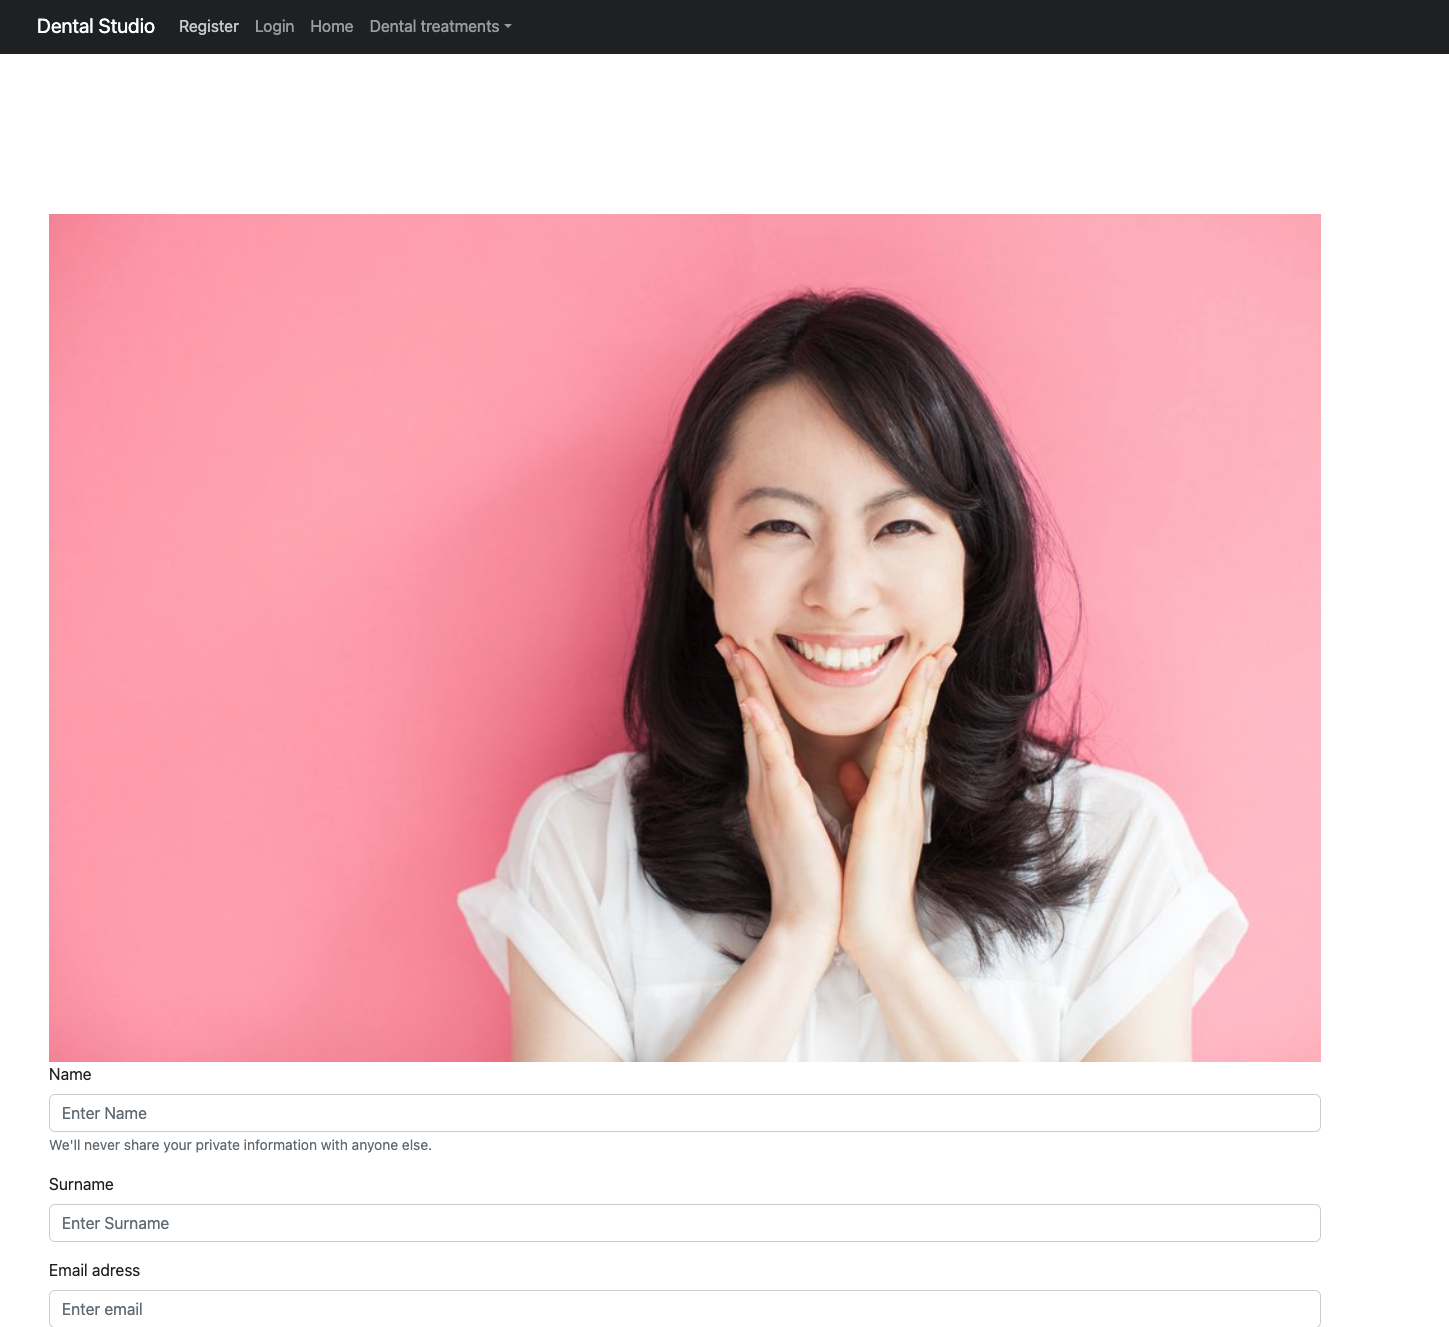 Dental Studio Register Login Home Dental treatments
Name
Enter Name
We'll never share your private information with anyone else.
Surname
Enter Surname
Email adress
Enter email